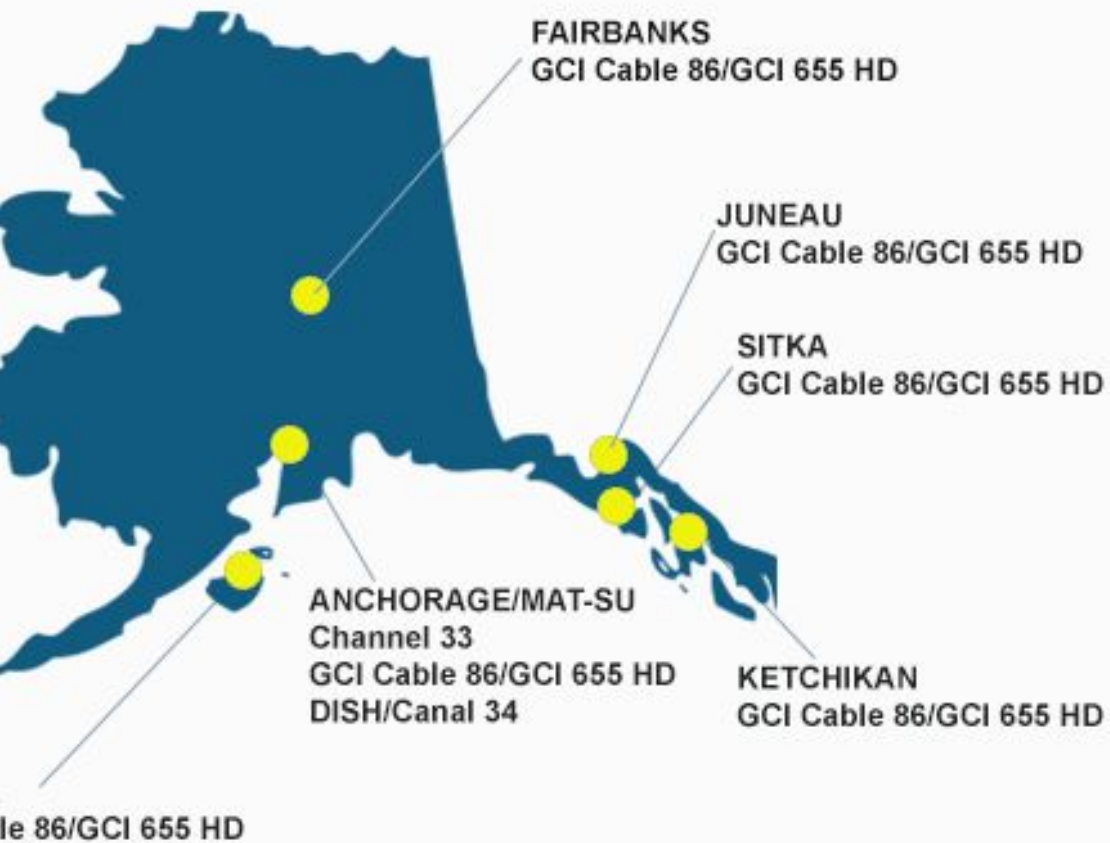 FAIRBANKS
GCI Cable 86/GCI 655 HD
JUNEAU
GCI Cable 86/GCI 655 HD
SITKA
GCI Cable 86/GCI 655 HD
ANCHORAGE/MAT-SU
Channel 33
GCI Cable 86/GCI 655 HD
DISH/Canal 34
KETCHIKAN
GCI Cable 86/GCI 655 HD
le 86/GCI 655 HD